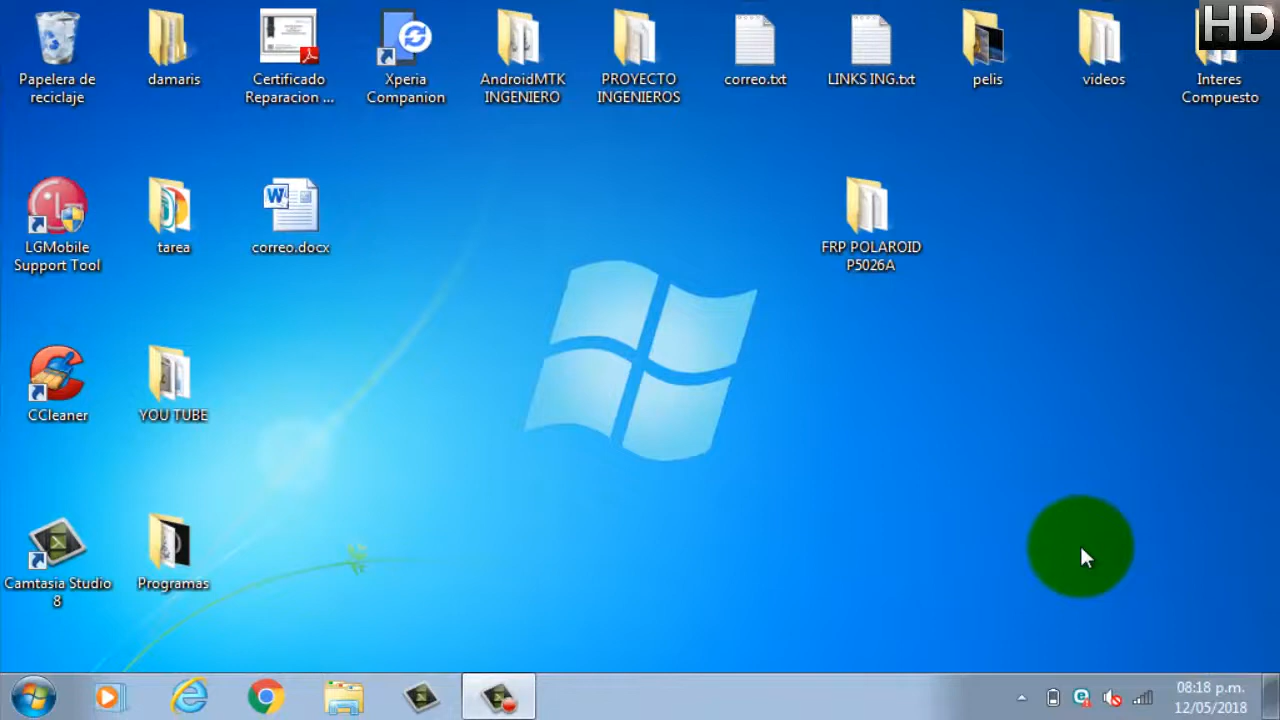 HD
Papelera de
reciclaje
damaris
Certificado
Reparacion ...
Xperia
Companion
AndroidMTK
INGENIERO
PROYECTO
INGENIEROS
correo.txt
LINKS ING.txt
pelis
videos
Interes
Compuesto
LGMobile
Support Tool
tarea
correo.docx
FRP POLAROID
P5026A
CCleaner
YOU TUBE
Camtasia Studio
8
Programas
08:18 p.m.
12/05/2018